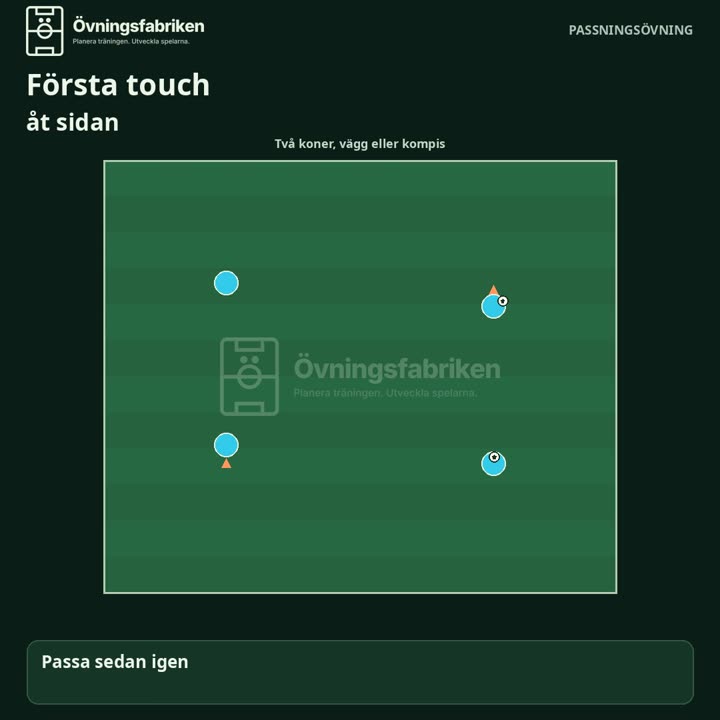 Övningsfabriken
Planera träningen. Utveckla spelarna.
PASSNINGSÖVNING
Första touch
åt sidan
Två koner, vägg eller kompis
Övningsfabriken
Planera träningen. Utveckla spelarna.
Passa sedan igen